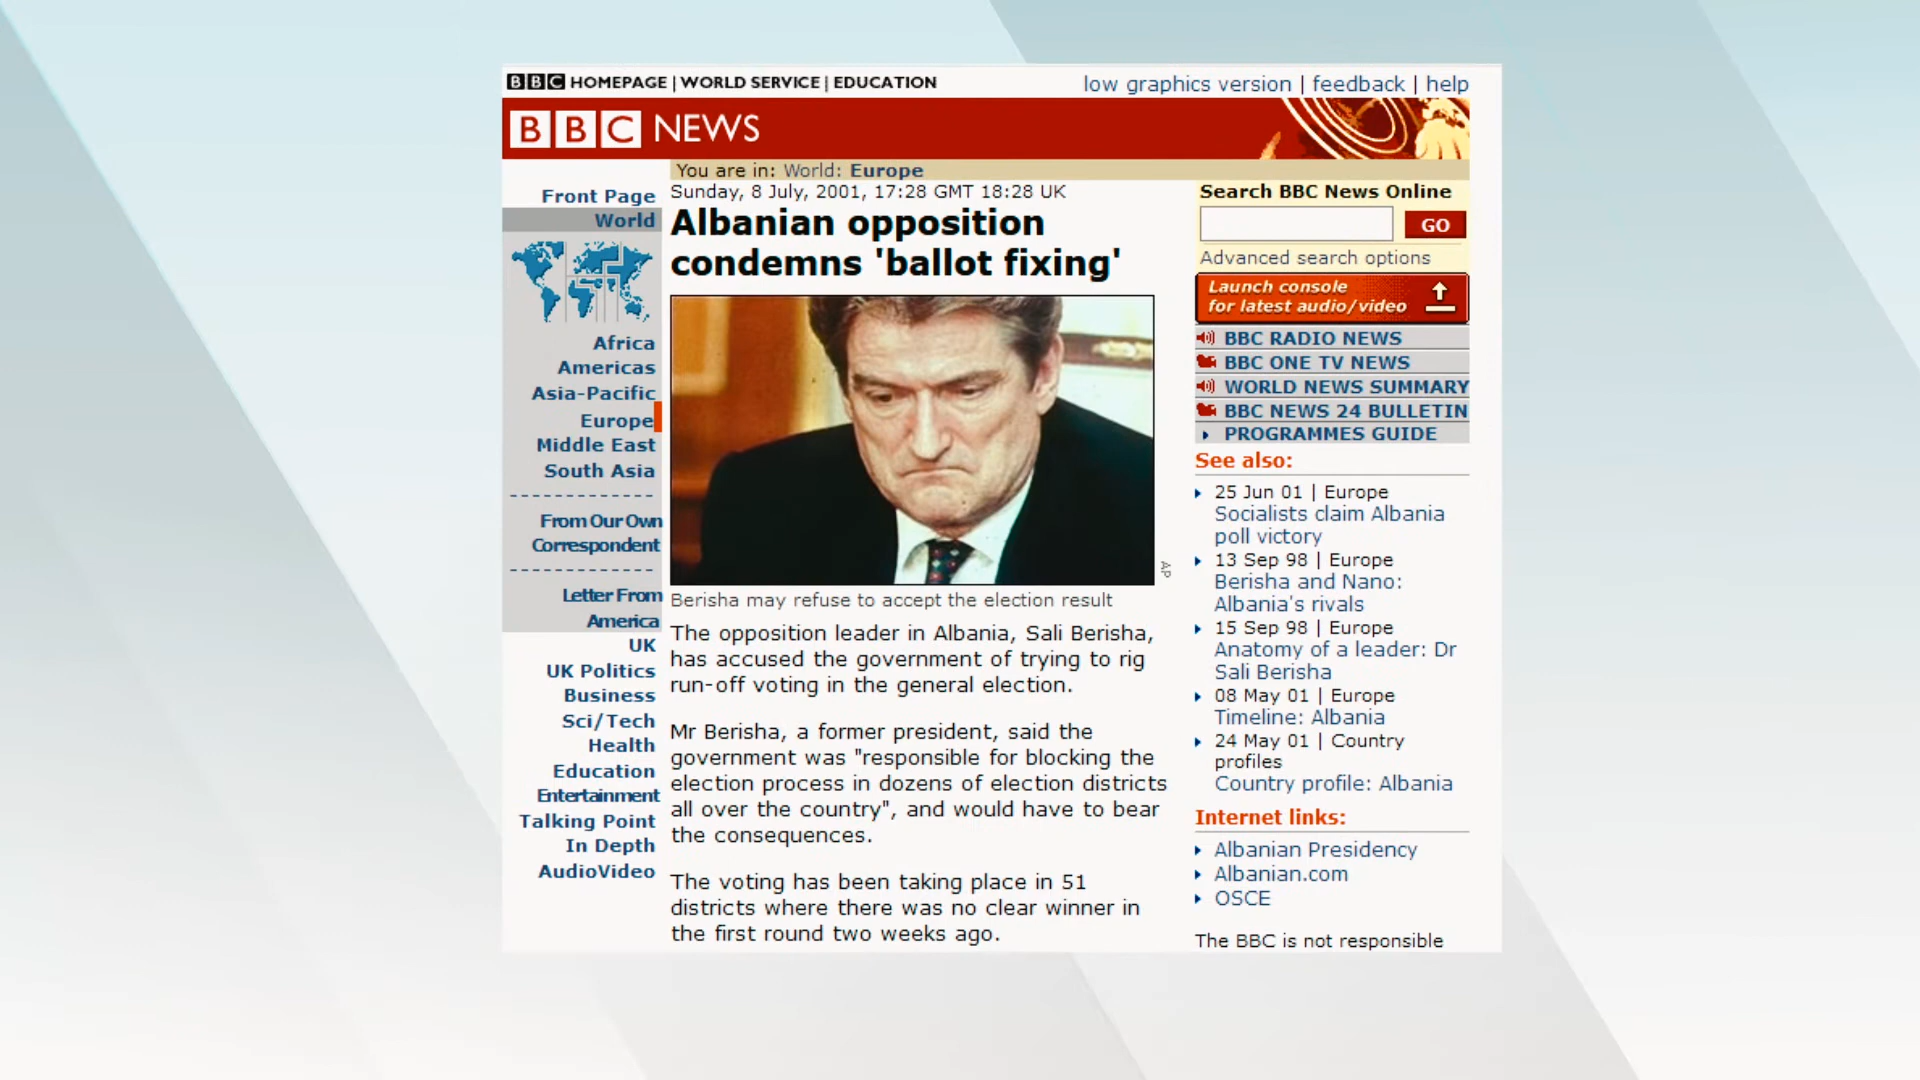 BBC HOMEPAGE | WORLD SERVICE | EDUCATION
low graphics version | feedback | help
BBC NEWS
You are in: World: Europe
Front Page
World
Africa
Americas
Asia-Pacific
Europe
Middle East
South Asia
From Our Own
Correspondent
Letter From
America
UK
UK Politics
Business
Sci/Tech
Health
Education
Entertainment
Talking Point
In Depth
AudioVideo
Sunday, 8 July, 2001, 17:28 GMT 18:28 UK
Albanian opposition
condemns 'ballot fixing'
AP
Berisha may refuse to accept the election result
The opposition leader in Albania, Sali Berisha,
has accused the government of trying to rig
run-off voting in the general election.
Mr Berisha, a former president, said the
government was "responsible for blocking the
election process in dozens of election districts
all over the country", and would have to bear
the consequences.
The voting has been taking place in 51
districts where there was no clear winner in
the first round two weeks ago.
Search BBC News Online
GO
Advanced search options
Launch console
for latest audio/video
BBC RADIO NEWS
BBC ONE TV NEWS
WORLD NEWS SUMMARY
BBC NEWS 24 BULLETIN
PROGRAMMES GUIDE
See also:
25 Jun 01 | Europe
Socialists claim Albania
poll victory
13 Sep 98 | Europe
Berisha and Nano:
Albania's rivals
15 Sep 98 | Europe
Anatomy of a leader: Dr
Sali Berisha
08 May 01 | Europe
Timeline: Albania
24 May 01 | Country
profiles
Country profile: Albania
Internet links:
Albanian Presidency
Albanian.com
OSCE
The BBC is not responsible